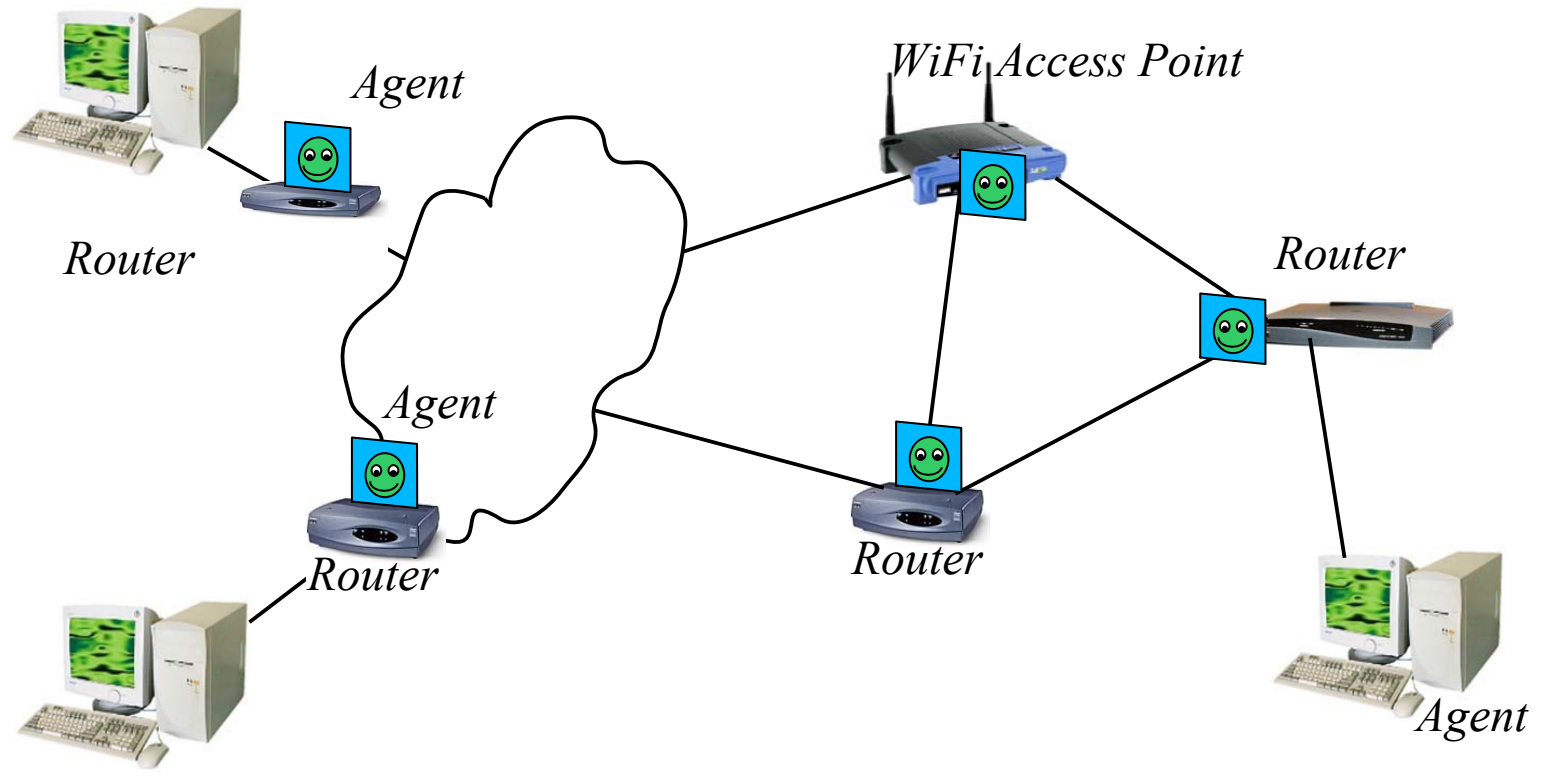 WiFi Access Point
Agent
Router
Router
Agent
Router
Router
Agent